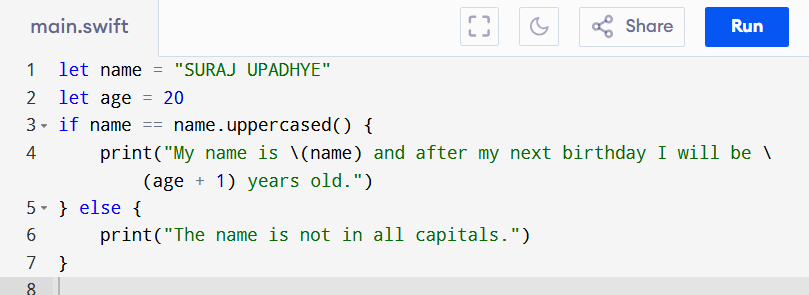 main.swift
Share
Run
1 let name = "SURAJ UPADHYE"
2 let age = 20
3 if name == name.uppercased() {
4     print("My name is \(name) and after my next birthday I will be \
        (age + 1) years old.")
5 } else {
6     print("The name is not in all capitals.")
7 }
8